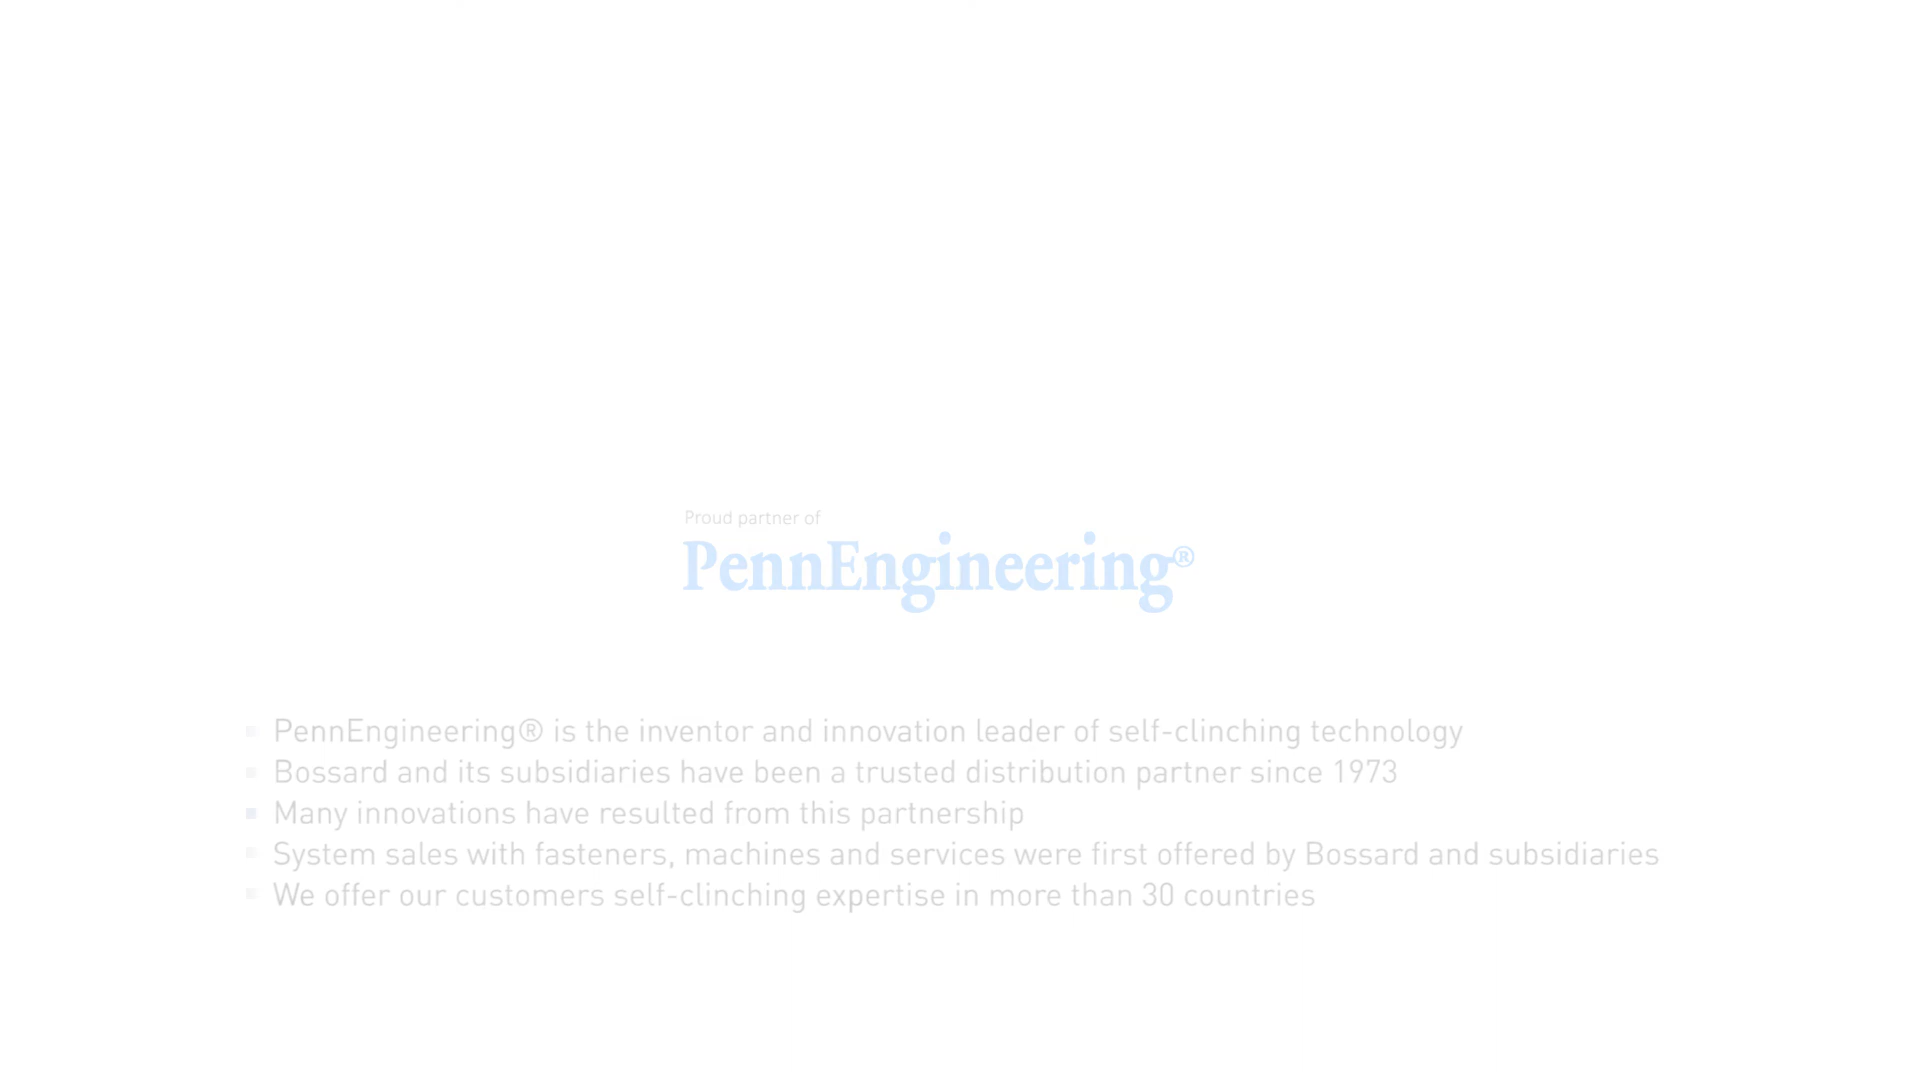 Proud partner of
PennEngineering®
▪ PennEngineering® is the inventor and innovation leader of self-clinching technology
▪ Bossard and its subsidiaries have been a trusted distribution partner since 1973
▪ Many innovations have resulted from this partnership
▪ System sales with fasteners, machines and services were first offered by Bossard and subsidiaries
▪ We offer our customers self-clinching expertise in more than 30 countries